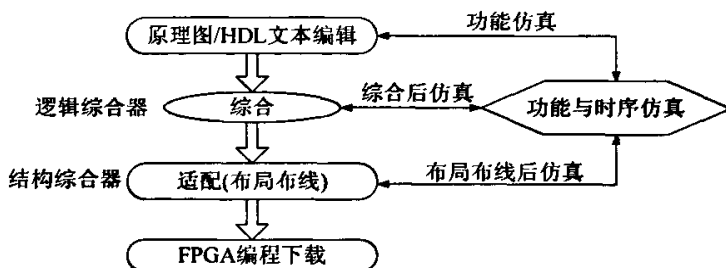 原理图/HDL文本编辑
功能仿真
逻辑综合器
综合
综合后仿真
功能与时序仿真
结构综合器
适配(布局布线)
布局布线后仿真
FPGA编程下载